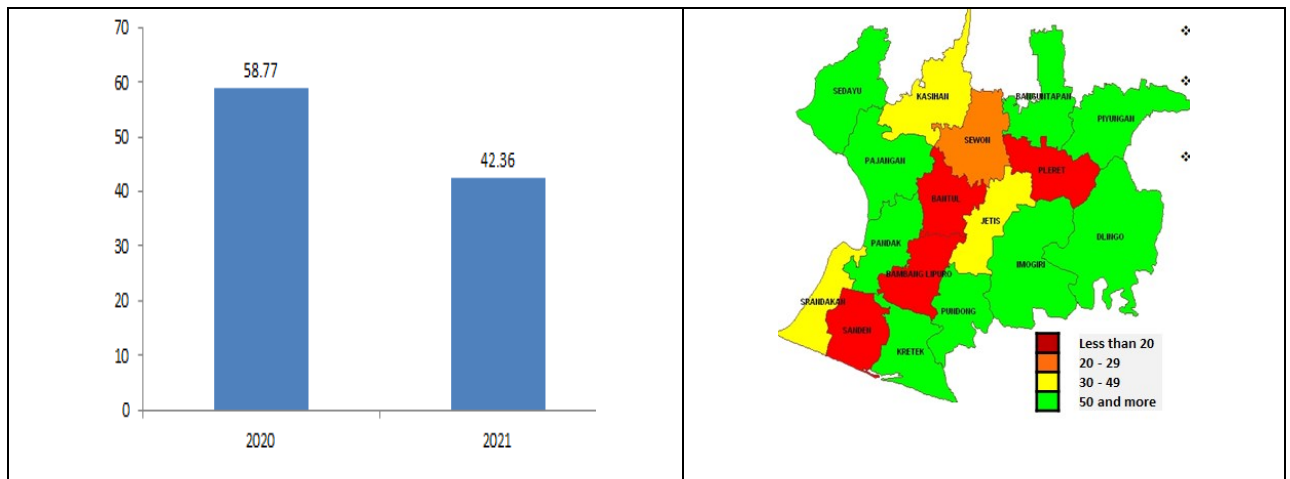 70
60
50
40
30
20
10
0
58.77
42.36
2020
2021
SEDAYU
KASIHAN
BANGUNTAPAN
PIYUNGAN
SEWON
PAJANGAN
PLERET
BANTUL
JETIS
PANDAK
DLINGO
IMOGIRI
BAMBANG LIPURO
SRANDAKAN
PUNDONG
SANDEN
KRETEK
Less than 20
20 - 29
30 - 49
50 and more